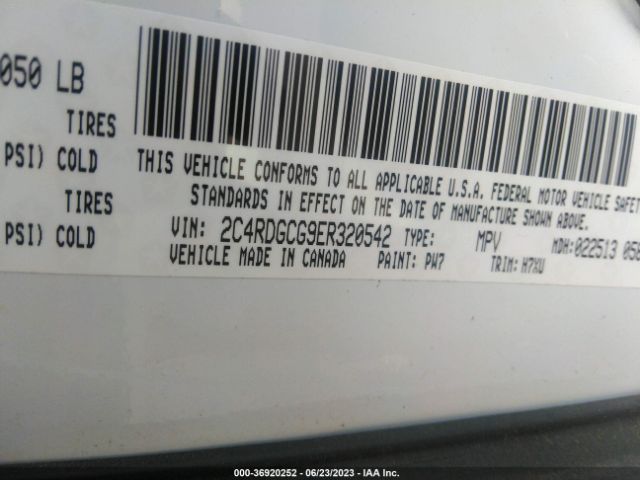 050 LB
TIRES
PSI) COLD
THIS VEHICLE CONFORMS TO ALL APPLICABLE U.S.A. FEDERAL MOTOR VEHICLE SAFET
TIRES
STANDARDS IN EFFECT ON THE DATE OF MANUFACTURE SHOWN ABOVE.
PSI) COLD
VIN: 2C4RDGCG9ER320542 TYPE: MPV MDH:022513 058
VEHICLE MADE IN CANADA PAINT: PW7 TRIM: H7XU
000-36920252 - 06/23/2023 - IAA Inc.